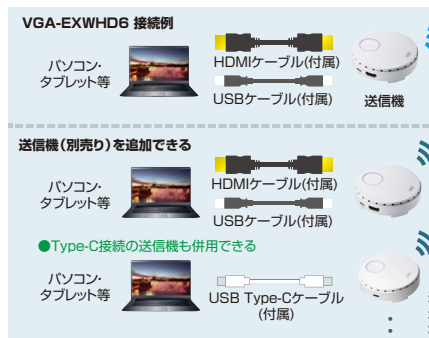 VGA-EXWHD6 接続例
パソコン・
タブレット等
HDMIケーブル(付属)
USBケーブル(付属)
送信機
送信機(別売り)を追加できる
パソコン・
タブレット等
HDMIケーブル(付属)
USBケーブル(付属)
●Type-C接続の送信機も併用できる
パソコン・
タブレット等
USB Type-Cケーブル
(付属)